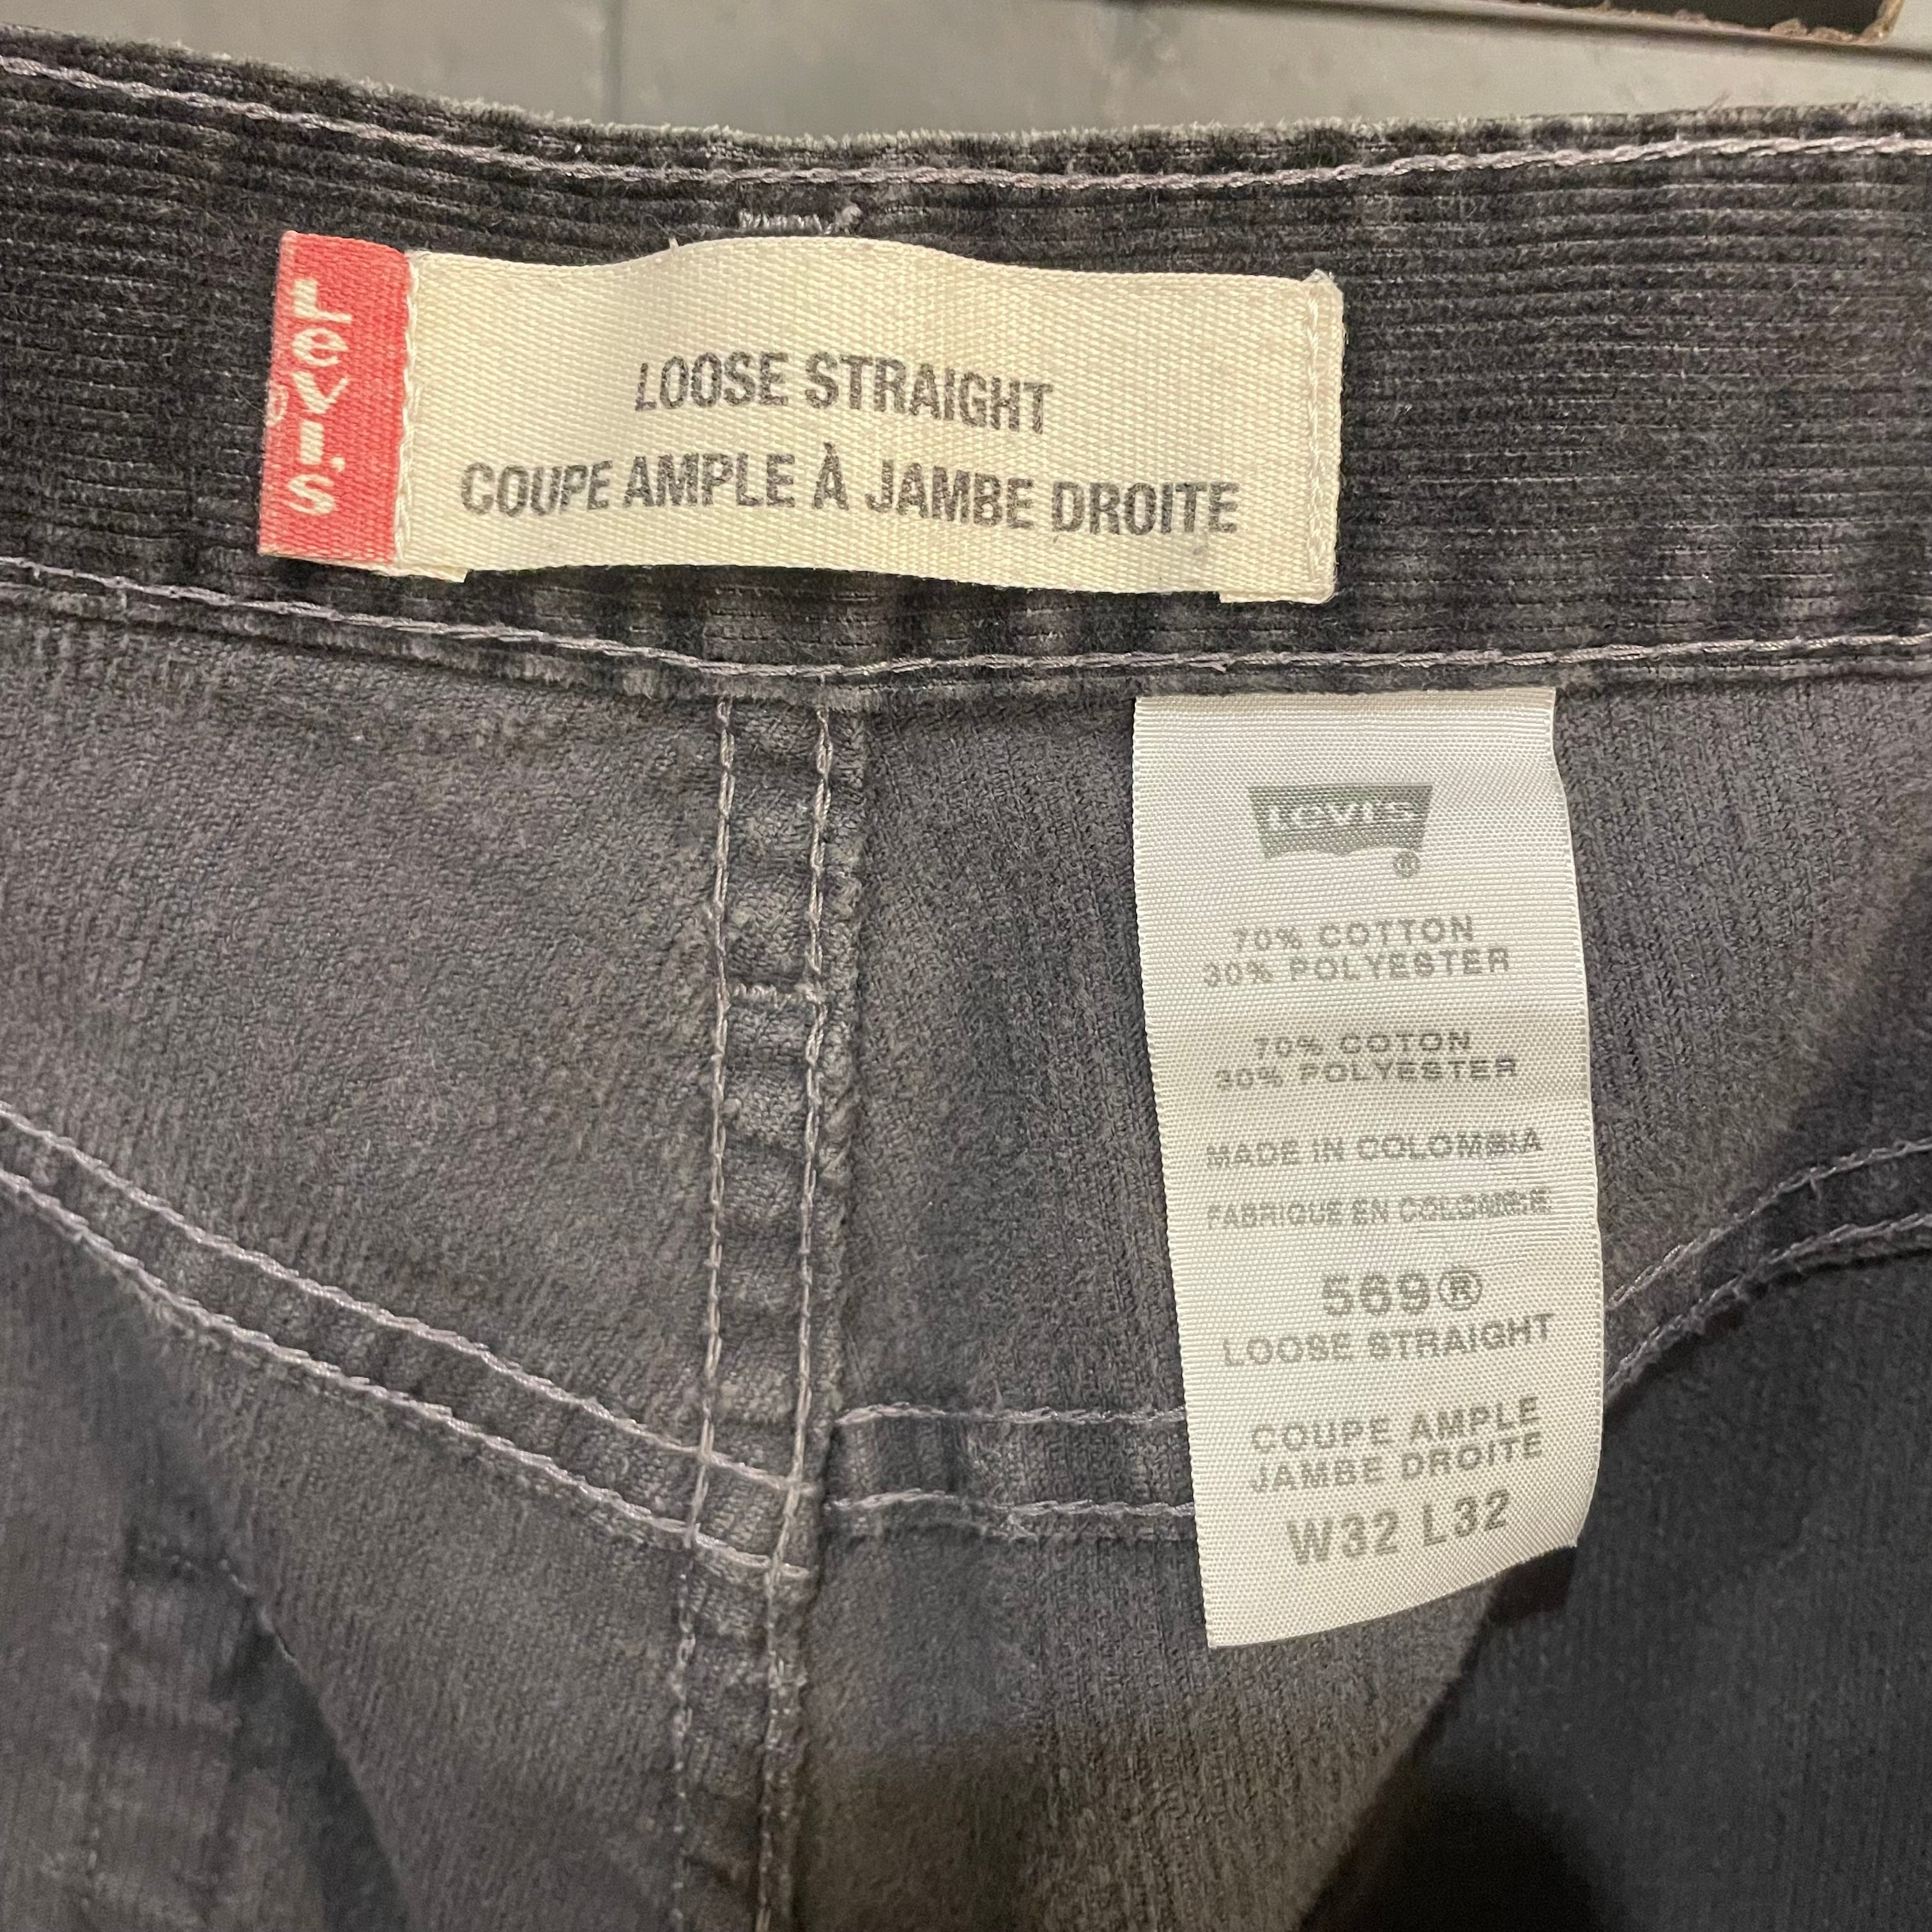 Levi's
LOOSE STRAIGHT
COUPE AMPLE À JAMBE DROITE
Levi's
®
70% COTTON
30% POLYESTER
70% COTON
30% POLYESTER
MADE IN COLOMBIA
FABRIQUE EN COLOMBIE
569®
LOOSE STRAIGHT
COUPE AMPLE
JAMBE DROITE
W32 L32